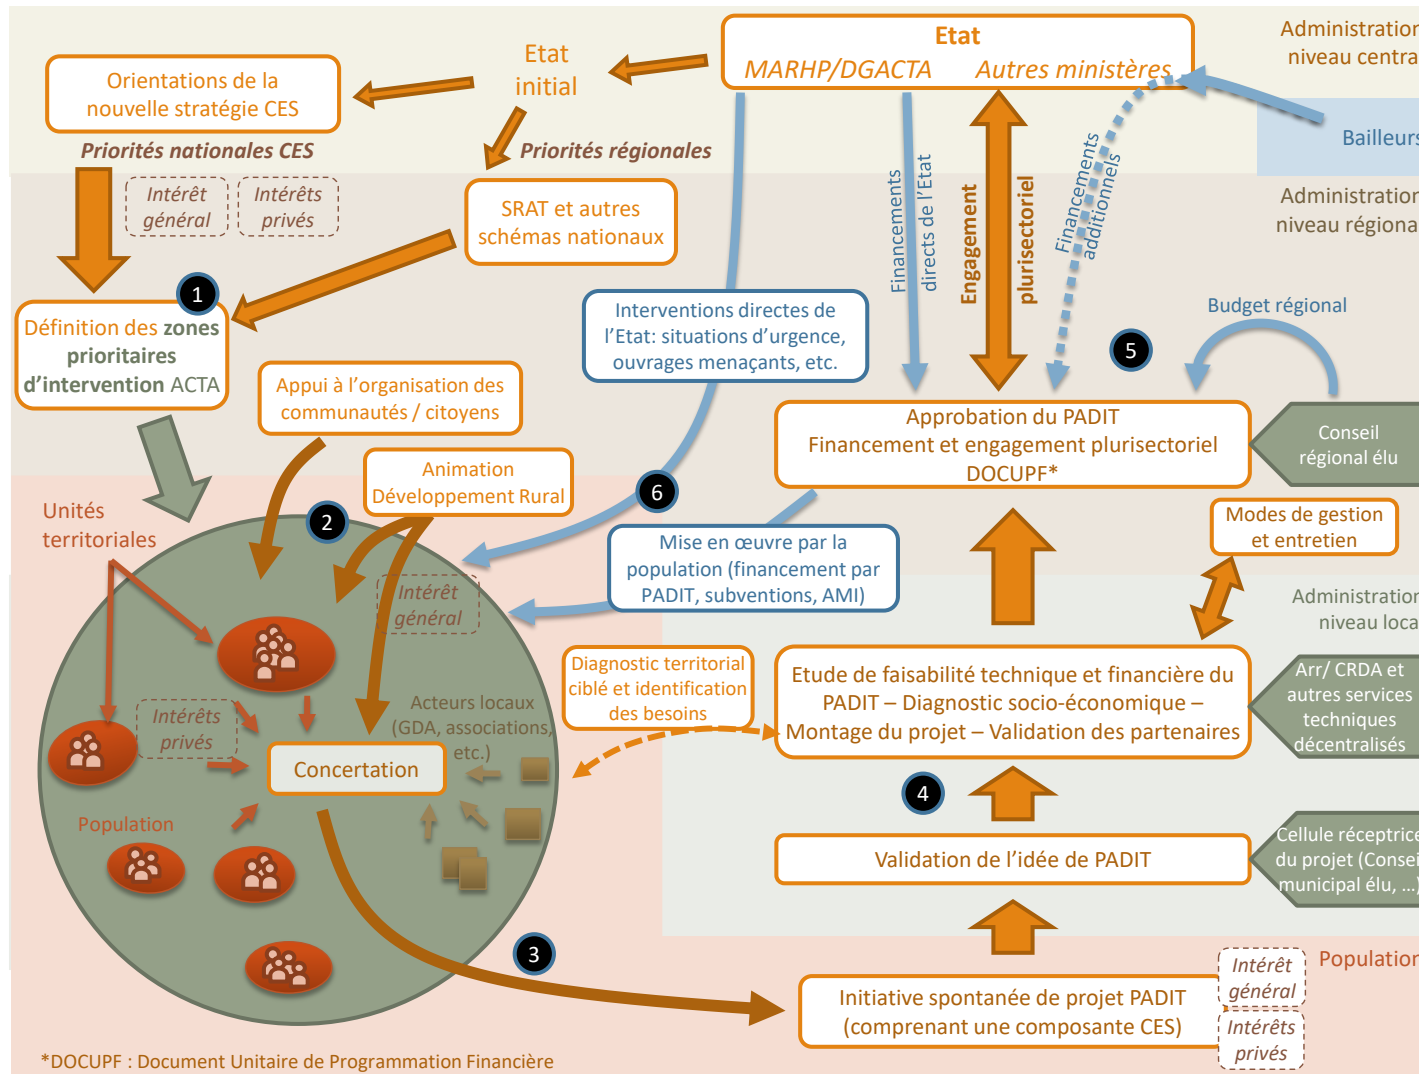 Etat
MARHP/DGACTA
Autres ministères
Administration
niveau centra
Etat
initial
Orientations de la
nouvelle stratégie CES
Bailleurs
Priorités nationales CES
Priorités régionales
Intérêt
général
Intérêts
privés
SRAT et autres
schémas nationaux
Financements
directs de l'Etat
Engagement
plurisectoriel
Financements
additionnels
Administration
niveau régiona
1
Définition des zones
prioritaires
d'intervention ACTA
Interventions directes de
l'Etat: situations d'urgence,
ouvrages menaçants, etc.
Budget régional
5
Appui à l'organisation des
communautés / citoyens
Approbation du PADIT
Financement et engagement plurisectoriel
DOCUPF*
Conseil
régional élu
Animation
Développement Rural
6
Unités
territoriales
2
Modes de gestion
et entretien
Mise en œuvre par la
population (financement par
PADIT, subventions, AMI)
Intérêt
général
Administration
niveau loca
Diagnostic territorial
ciblé et identification
des besoins
Etude de faisabilité technique et financière du
PADIT – Diagnostic socio-économique –
Montage du projet – Validation des partenaires
Arr/ CRDA et
autres services
techniques
décentralisés
Intérêts
privés
Acteurs locaux
(GDA, associations,
etc.)
Concertation
4
Population
Validation de l'idée de PADIT
Cellule réceptrice
du projet (Consei
municipal élu, …)
3
Initiative spontanée de projet PADIT
(comprenant une composante CES)
Intérêt
général
Intérêts
privés
Population
*DOCUPF : Document Unitaire de Programmation Financière